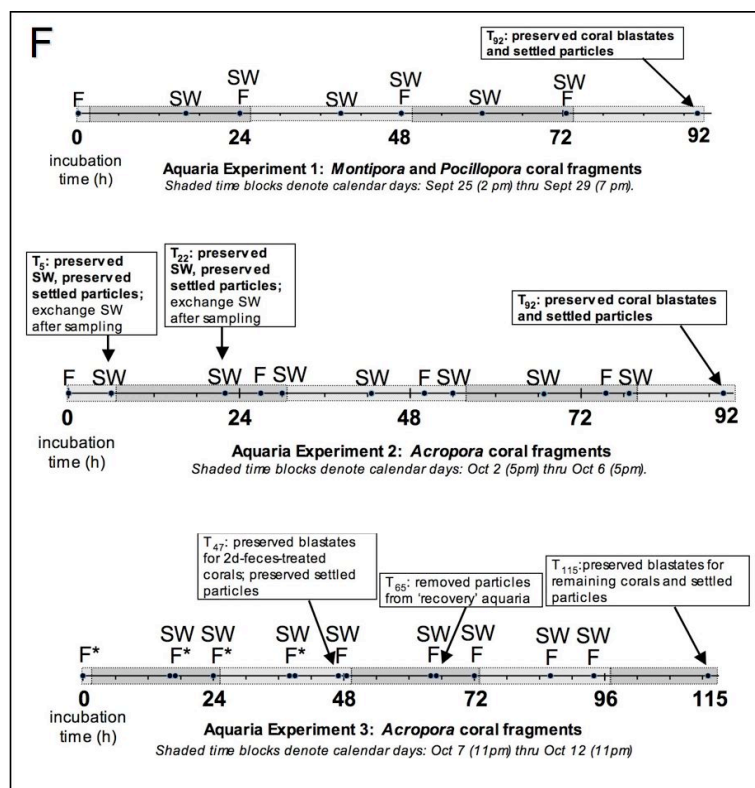 F
T92: preserved coral blastates
and settled particles
SW SW SW
F SW F SW F SW F
0 24 48 72 92
incubation
time (h)
Aquaria Experiment 1: Montipora and Pocillopora coral fragments
Shaded time blocks denote calendar days: Sept 25 (2 pm) thru Sept 29 (7 pm).
T5: preserved
SW, preserved
settled particles;
exchange SW
after sampling
T22: preserved
SW, preserved
settled particles;
exchange SW
after sampling
T92: preserved coral blastates
and settled particles
F SW SW F SW SW F SW SW F SW
0 24 48 72 92
incubation
time (h)
Aquaria Experiment 2: Acropora coral fragments
Shaded time blocks denote calendar days: Oct 2 (5pm) thru Oct 6 (5pm).
T47: preserved blastates
for 2d-feces-treated
corals; preserved settled
particles
T65: removed particles
from 'recovery' aquaria
T115:preserved blastates for
remaining corals and settled
particles
SW SW SW SW SW SW SW SW
F* F* F* F* F F F F F
0 24 48 72 96 115
incubation
time (h)
Aquaria Experiment 3: Acropora coral fragments
Shaded time blocks denote calendar days: Oct 7 (11pm) thru Oct 12 (11pm)